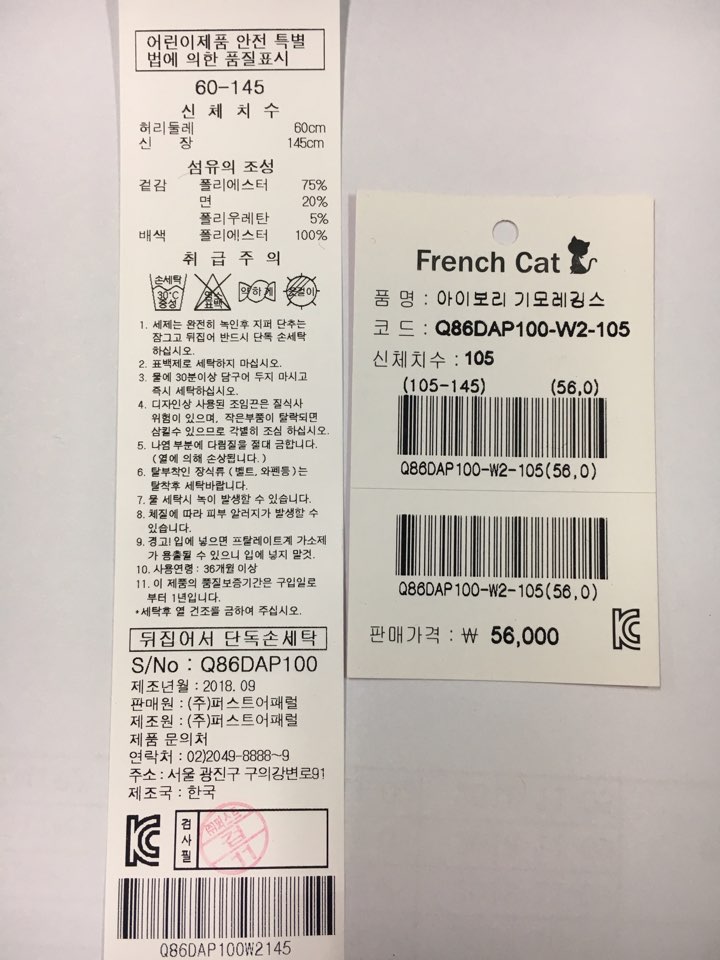 어린이제품 안전 특별
법에 의한 품질표시
60-145
신 체 치 수
허리둘레 60cm
신 장 145cm
섬유의 조성
겉감 폴리에스터 75%
면 20%
폴리우레탄 5%
배색 폴리에스터 100%
취 급 주 의
손세탁 30℃ 중성 염소 표백 약하게 옷걸이
1. 세제는 완전히 녹인후 지퍼 단추는
잠그고 뒤집어 반드시 단독 손세탁
하십시오.
2. 표백제로 세탁하지 마십시오.
3. 물에 30분이상 담구어 두지 마시고
즉시 세탁하십시오.
4. 디자인상 사용된 조임끈은 질식사
위험이 있으며, 작은부품이 탈락되면
삼킬수 있으므로 각별히 조심 하십시오.
5. 나염 부분에 다림질을 절대 금합니다.
(열에 의해 손상됩니다.)
6. 탈부착인 장식류 (벨트, 와펜등)는
탈착후 세탁바랍니다.
7. 물 세탁시 녹이 발생할 수 있습니다.
8. 체질에 따라 피부 알러지가 발생할 수
있습니다.
9. 경고! 입에 넣으면 프탈레이트계 가소제
가 용출될 수 있으니 입에 넣지 말것.
10. 사용연령 : 36개월 이상
11. 이 제품의 품질보증기간은 구입일로
부터 1년입니다.
*세탁후 열 건조를 금하여 주십시오.
뒤집어서 단독손세탁
S/No : Q86DAP100
제조년월 : 2018. 09
판매원 : (주)퍼스트어패럴
제조원 : (주)퍼스트어패럴
제품 문의처
연락처 : 02)2049-8888~9
주소 : 서울 광진구 구의강변로91
제조국 : 한국
KC 검사필 (주)퍼스트 검 11
Q86DAP100W2145
French Cat
품 명 : 아이보리 기모레깅스
코 드 : Q86DAP100-W2-105
신체치수 : 105
(105-145) (56,0)
Q86DAP100-W2-105(56,0)
Q86DAP100-W2-105(56,0)
판매가격 : ₩ 56,000
KC